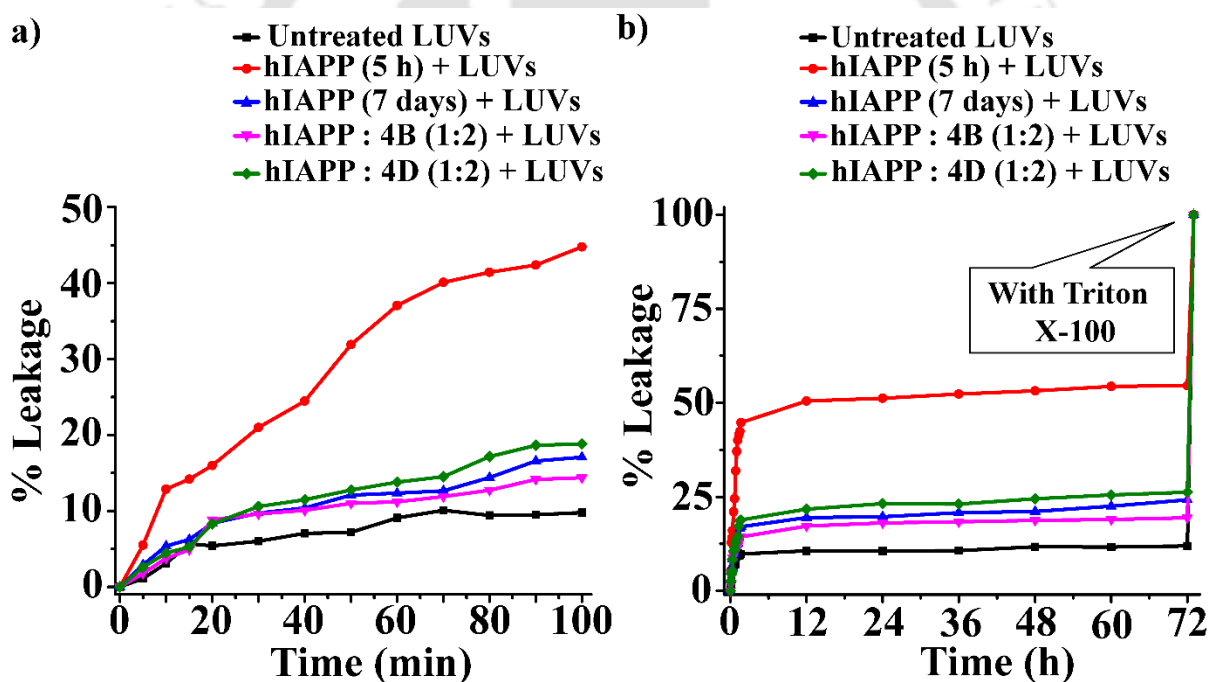 a)
Untreated LUVs
hIAPP (5 h) + LUVs
hIAPP (7 days) + LUVs
hIAPP : 4B (1:2) + LUVs
hIAPP : 4D (1:2) + LUVs
50
40
30
20
10
0
% Leakage
0 20 40 60 80 100
Time (min)
b)
Untreated LUVs
hIAPP (5 h) + LUVs
hIAPP (7 days) + LUVs
hIAPP : 4B (1:2) + LUVs
hIAPP : 4D (1:2) + LUVs
100
75
50
25
0
% Leakage
With Triton
X-100
0 12 24 36 48 60 72
Time (h)